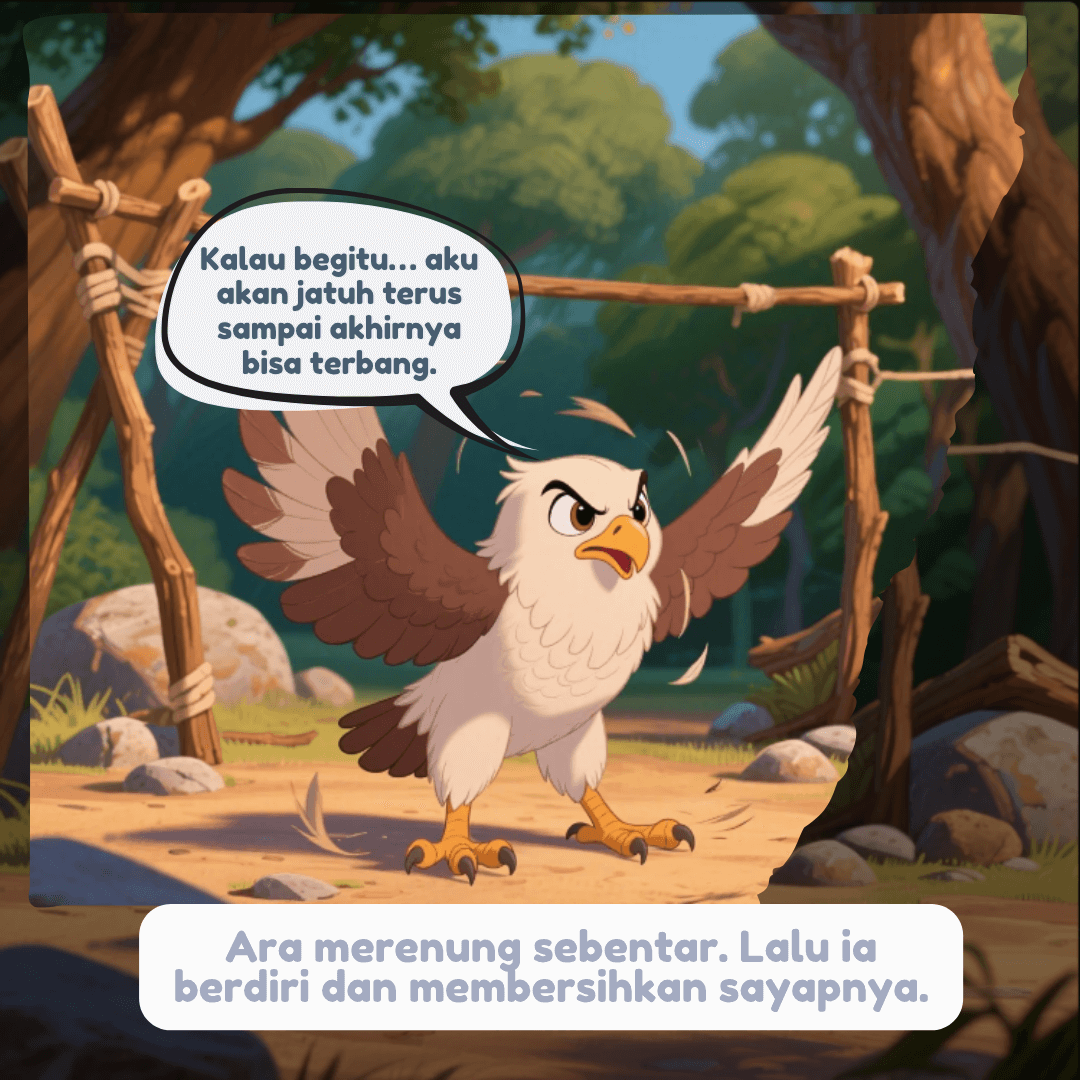 Kalau begitu... aku
akan jatuh terus
sampai akhirnya
bisa terbang.
Ara merenung sebentar. Lalu ia
berdiri dan membersihkan sayapnya.